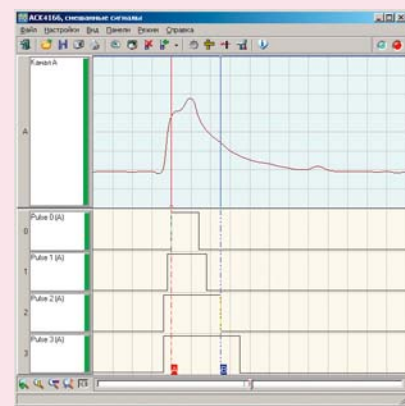 АСК4166, смешанные сигналы
Файл Настройки Вид Панели Режим Справка
Канал А
A
Pulse 0 (A)
0
Pulse 1 (A)
1
Pulse 2 (A)
2
Pulse 3 (A)
3
A
B